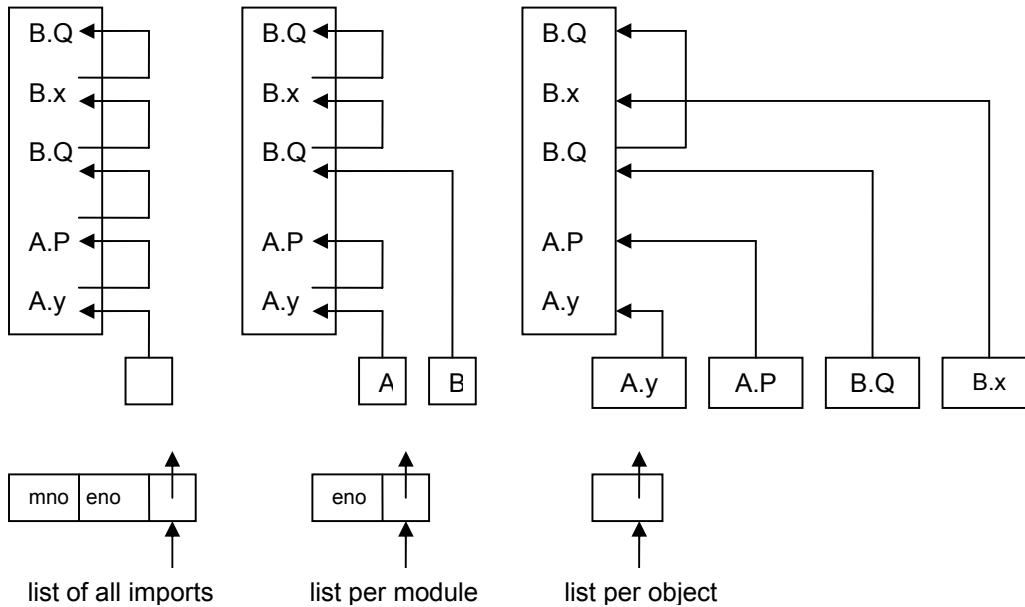 B.Q B.Q B.Q
B.x B.x B.x
B.Q B.Q B.Q
A.P A.P A.P
A.y A.y A.y
A B A.y A.P B.Q B.x
mno eno eno
list of all imports list per module list per object